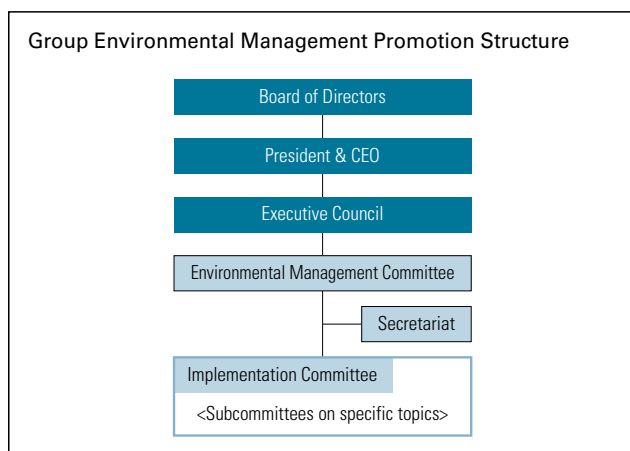 Group Environmental Management Promotion Structure
Board of Directors
President & CEO
Executive Council
Environmental Management Committee
Secretariat
Implementation Committee
<Subcommittees on specific topics>